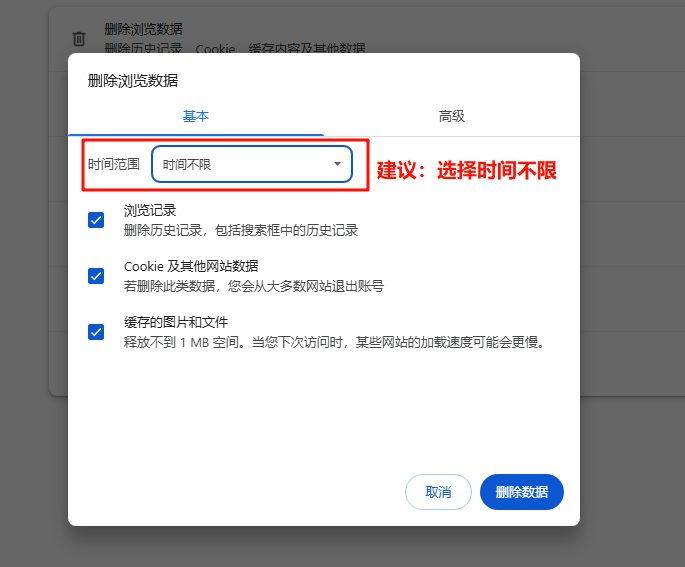 删除浏览数据
删除历史记录、Cookie、缓存内容及其他数据
删除浏览数据
基本
高级
时间范围
时间不限
建议：选择时间不限
浏览记录
删除历史记录，包括搜索框中的历史记录
Cookie 及其他网站数据
若删除此类数据，您会从大多数网站退出账号
缓存的图片和文件
释放不到 1 MB 空间。当您下次访问时，某些网站的加载速度可能会更慢。
取消
删除数据